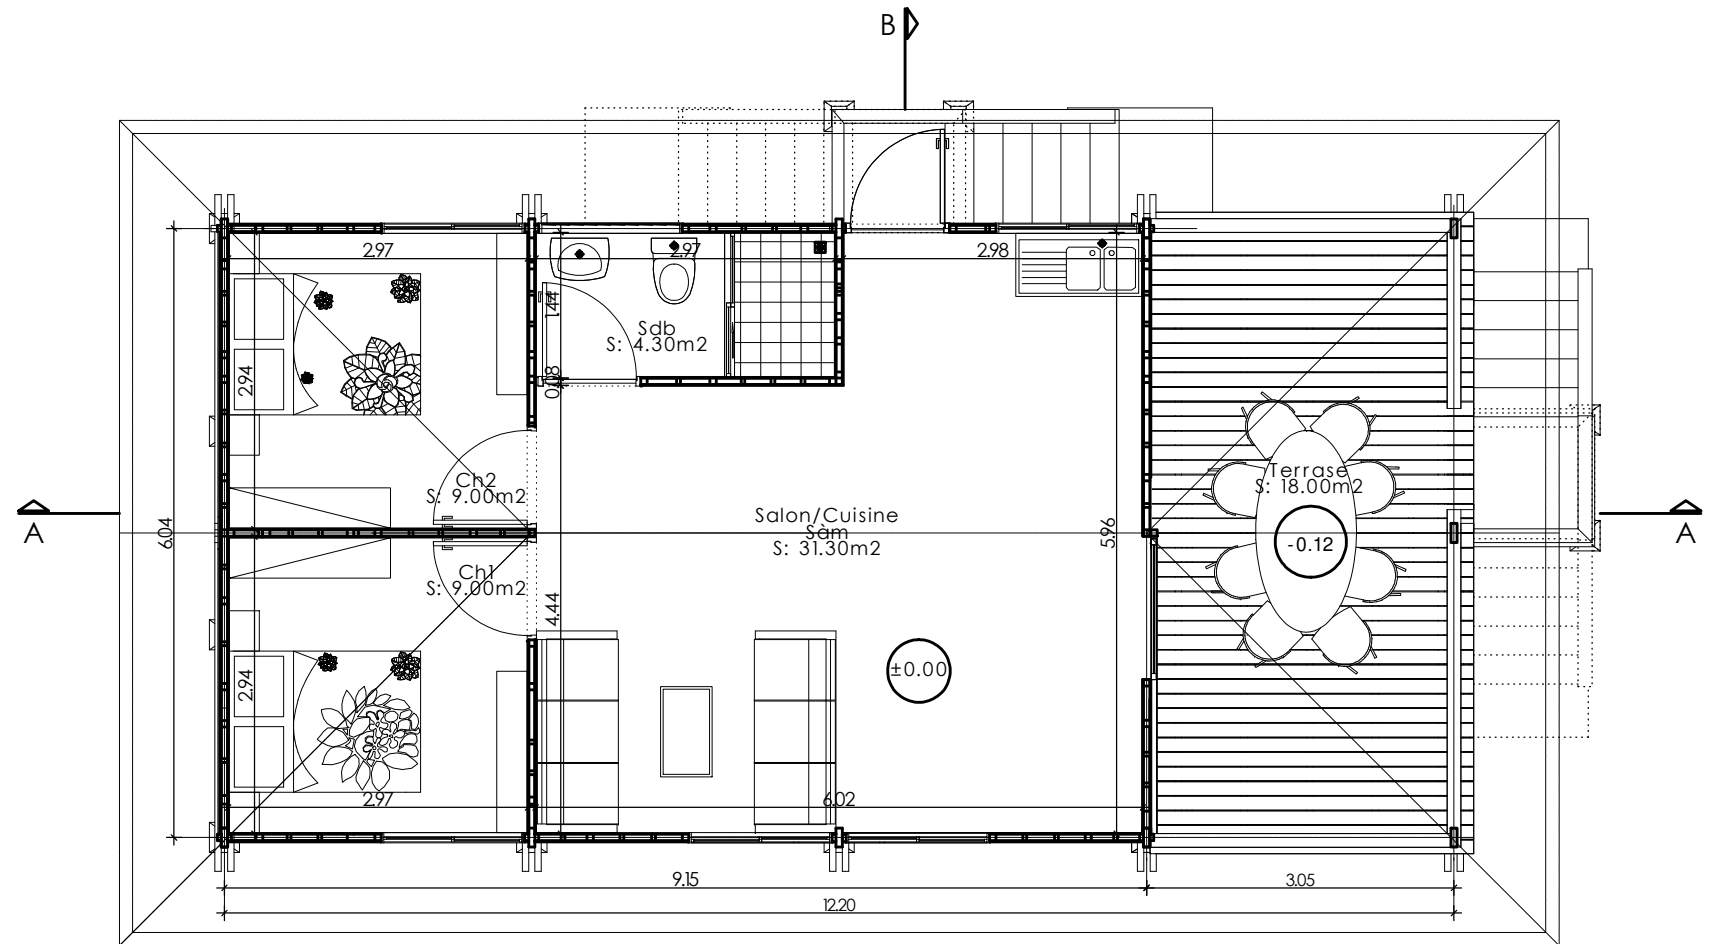 B
2.97
2.97
2.98
1.44
Sdb
S: 4.30m2
2.94
0.08
Ch2
S: 9.00m2
Terrase
S: 18.00m2
A
6.04
Salon/Cuisine
Sàm
S: 31.30m2
5.96
-0.12
A
Ch1
S: 9.00m2
4.44
2.94
±0.00
2.97
6.02
9.15
3.05
12.20